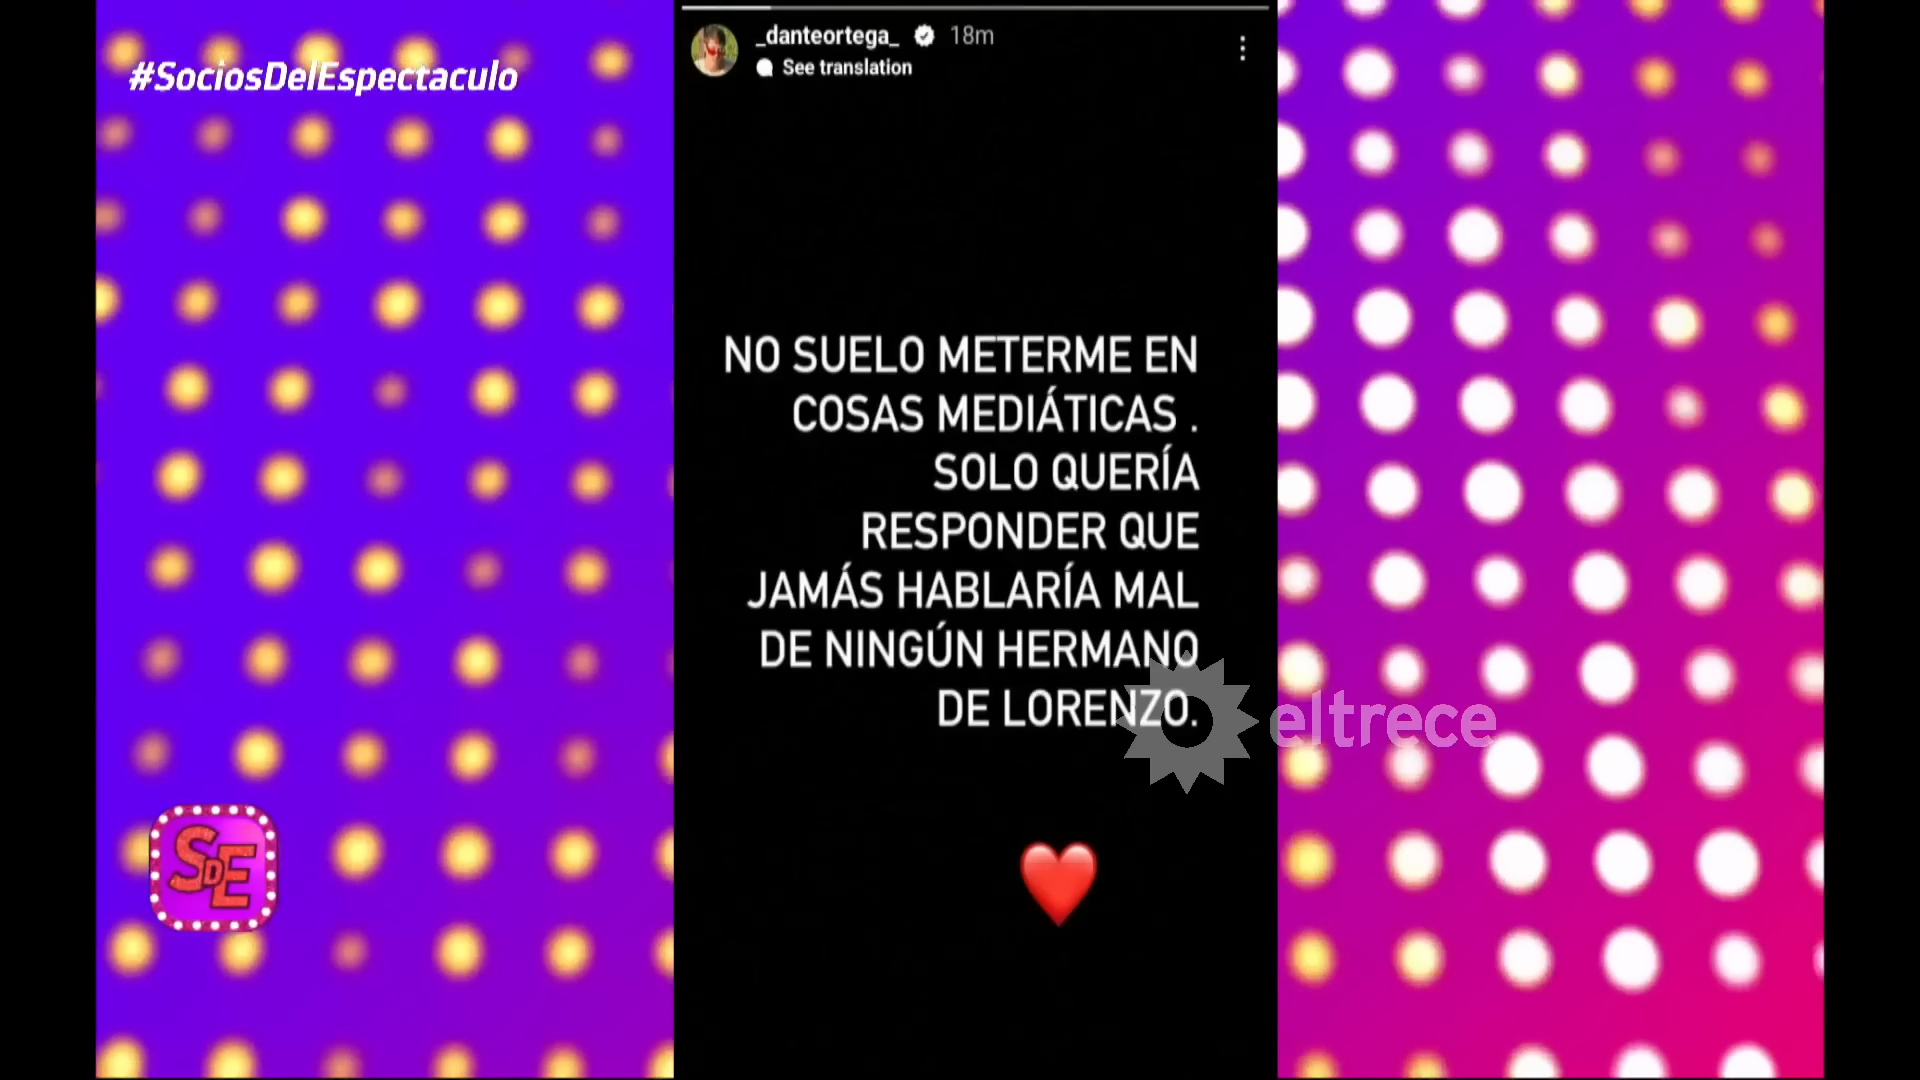 #SociosDelEspectaculo
_danteortega_ 18m
See translation
NO SUELO METERME EN
COSAS MEDIÁTICAS .
SOLO QUERÍA
RESPONDER QUE
JAMÁS HABLARÍA MAL
DE NINGÚN HERMANO
DE LORENZO.
eltrece
SDE